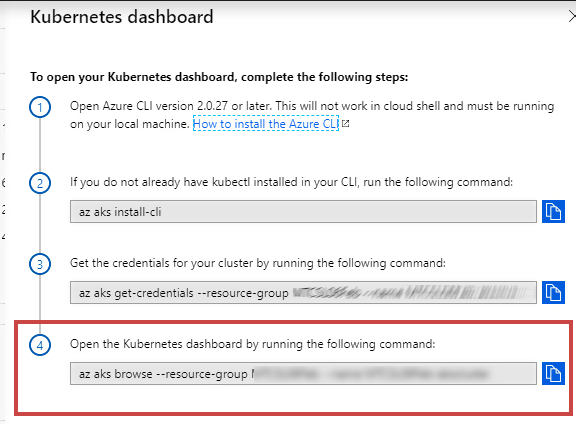 Kubernetes dashboard
To open your Kubernetes dashboard, complete the following steps:
1
Open Azure CLI version 2.0.27 or later. This will not work in cloud shell and must be running
on your local machine. How to install the Azure CLI
2
If you do not already have kubectl installed in your CLI, run the following command:
az aks install-cli
3
Get the credentials for your cluster by running the following command:
az aks get-credentials --resource-group
4
Open the Kubernetes dashboard by running the following command:
az aks browse --resource-group